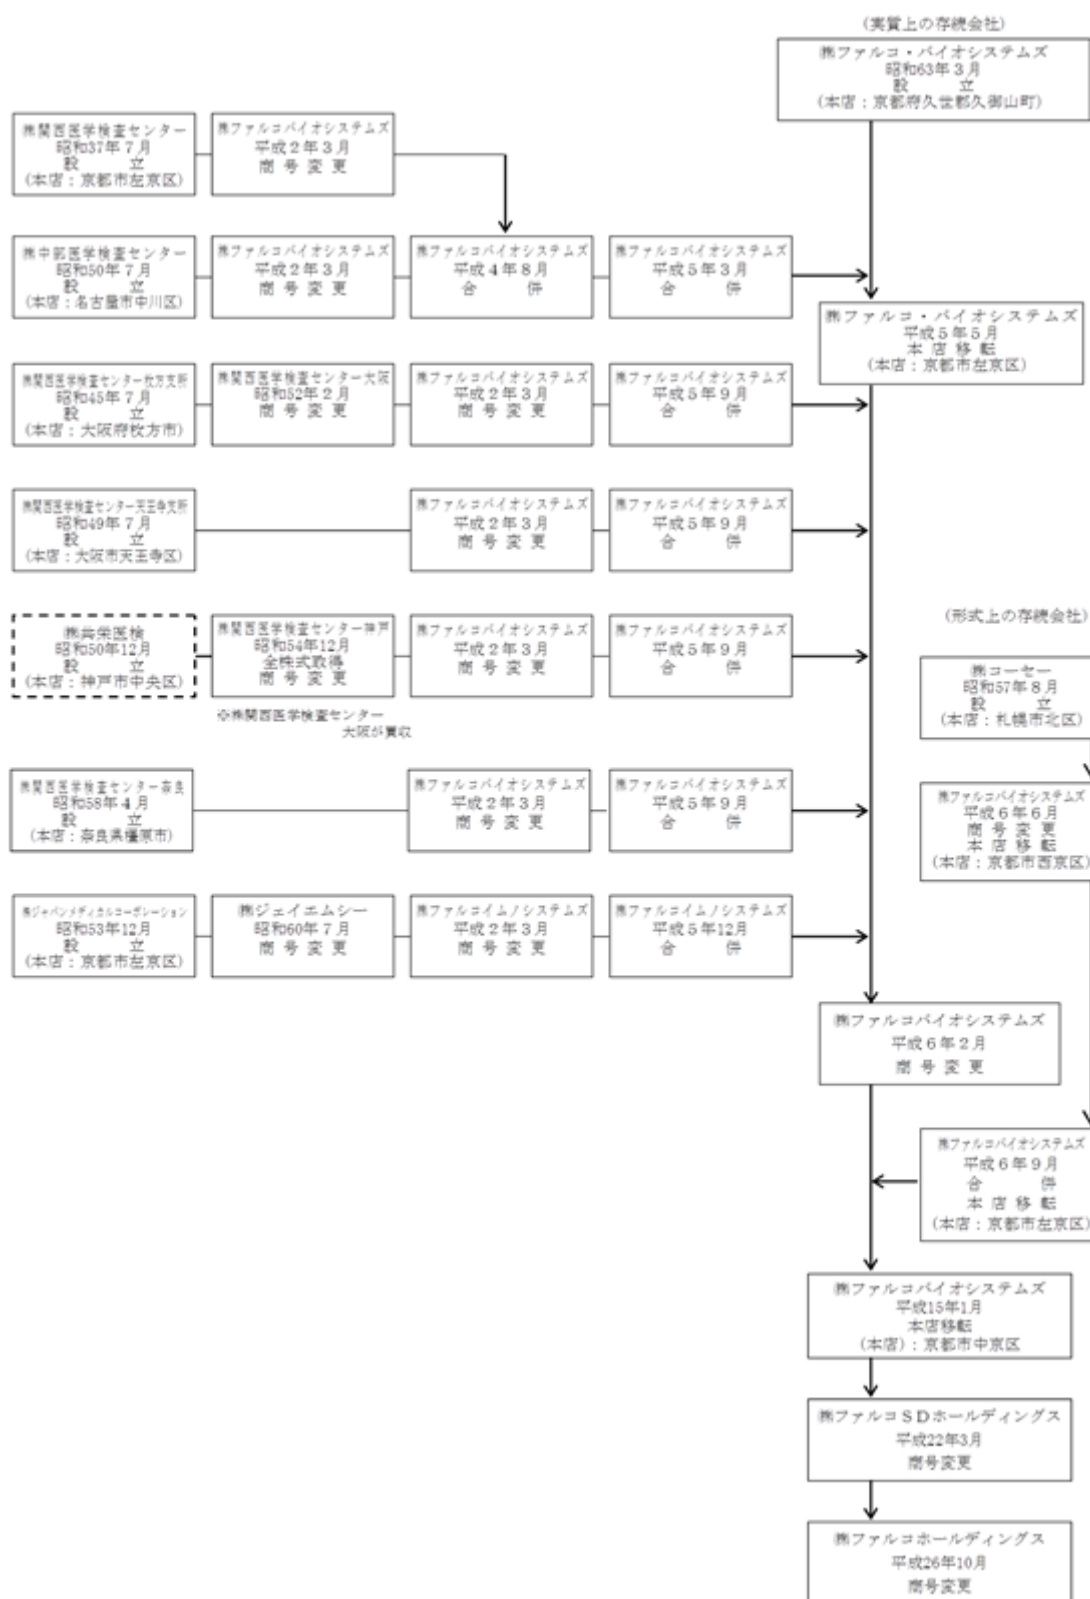 (実質上の存続会社)
㈱ファルコ・バイオシステムズ
昭和63年3月
設 立
(本店：京都府久世郡久御山町)
㈱関西医学検査センター
昭和37年7月
設 立
(本店：京都市左京区)
㈱ファルコバイオシステムズ
平成2年3月
商号変更
㈱中部医学検査センター
昭和50年7月
設 立
(本店：名古屋市中川区)
㈱ファルコバイオシステムズ
平成2年3月
商号変更
㈱ファルコバイオシステムズ
平成4年8月
合 併
㈱ファルコバイオシステムズ
平成5年3月
合 併
㈱ファルコ・バイオシステムズ
平成5年5月
本店移転
(本店：京都市左京区)
㈱関西医学検査センター枚方支所
昭和45年7月
設 立
(本店：大阪府枚方市)
㈱関西医学検査センター大阪
昭和52年2月
商号変更
㈱ファルコバイオシステムズ
平成2年3月
商号変更
㈱ファルコバイオシステムズ
平成5年9月
合 併
㈱関西医学検査センター天王寺支所
昭和49年7月
設 立
(本店：大阪市天王寺区)
㈱ファルコバイオシステムズ
平成2年3月
商号変更
㈱ファルコバイオシステムズ
平成5年9月
合 併
㈱共栄医検
昭和50年12月
設 立
(本店：神戸市中央区)
㈱関西医学検査センター神戸
昭和54年12月
全株式取得
商号変更
※㈱関西医学検査センター
大阪が買収
㈱ファルコバイオシステムズ
平成2年3月
商号変更
㈱ファルコバイオシステムズ
平成5年9月
合 併
(形式上の存続会社)
㈱コーセー
昭和57年8月
設 立
(本店：札幌市北区)
㈱関西医学検査センター奈良
昭和58年4月
設 立
(本店：奈良県橿原市)
㈱ファルコバイオシステムズ
平成2年3月
商号変更
㈱ファルコバイオシステムズ
平成5年9月
合 併
㈱ファルコバイオシステムズ
平成6年6月
商号変更
本店移転
(本店：京都市西京区)
㈱ジャパンメディカルコーポレーション
昭和53年12月
設 立
(本店：京都市左京区)
㈱ジェイエムシー
昭和60年7月
商号変更
㈱ファルコイムノシステムズ
平成2年3月
商号変更
㈱ファルコイムノシステムズ
平成5年12月
合 併
㈱ファルコバイオシステムズ
平成6年2月
商号変更
㈱ファルコバイオシステムズ
平成6年9月
合 併
本店移転
(本店：京都市左京区)
㈱ファルコバイオシステムズ
平成15年1月
本店移転
(本店)：京都市中京区
㈱ファルコSDホールディングス
平成22年3月
商号変更
㈱ファルコホールディングス
平成26年10月
商号変更